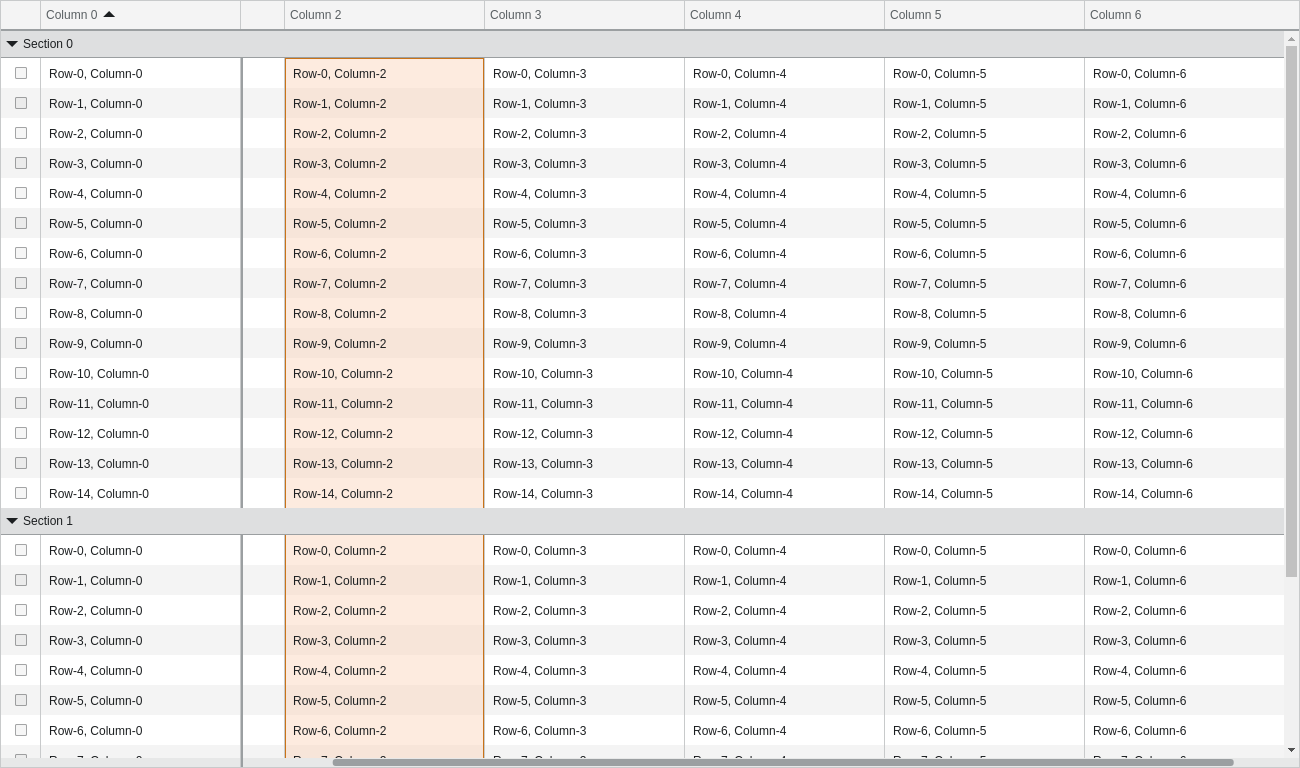 Column 0 Column 2 Column 3 Column 4 Column 5 Column 6
Section 0
Row-0, Column-0 Row-0, Column-2 Row-0, Column-3 Row-0, Column-4 Row-0, Column-5 Row-0, Column-6
Row-1, Column-0 Row-1, Column-2 Row-1, Column-3 Row-1, Column-4 Row-1, Column-5 Row-1, Column-6
Row-2, Column-0 Row-2, Column-2 Row-2, Column-3 Row-2, Column-4 Row-2, Column-5 Row-2, Column-6
Row-3, Column-0 Row-3, Column-2 Row-3, Column-3 Row-3, Column-4 Row-3, Column-5 Row-3, Column-6
Row-4, Column-0 Row-4, Column-2 Row-4, Column-3 Row-4, Column-4 Row-4, Column-5 Row-4, Column-6
Row-5, Column-0 Row-5, Column-2 Row-5, Column-3 Row-5, Column-4 Row-5, Column-5 Row-5, Column-6
Row-6, Column-0 Row-6, Column-2 Row-6, Column-3 Row-6, Column-4 Row-6, Column-5 Row-6, Column-6
Row-7, Column-0 Row-7, Column-2 Row-7, Column-3 Row-7, Column-4 Row-7, Column-5 Row-7, Column-6
Row-8, Column-0 Row-8, Column-2 Row-8, Column-3 Row-8, Column-4 Row-8, Column-5 Row-8, Column-6
Row-9, Column-0 Row-9, Column-2 Row-9, Column-3 Row-9, Column-4 Row-9, Column-5 Row-9, Column-6
Row-10, Column-0 Row-10, Column-2 Row-10, Column-3 Row-10, Column-4 Row-10, Column-5 Row-10, Column-6
Row-11, Column-0 Row-11, Column-2 Row-11, Column-3 Row-11, Column-4 Row-11, Column-5 Row-11, Column-6
Row-12, Column-0 Row-12, Column-2 Row-12, Column-3 Row-12, Column-4 Row-12, Column-5 Row-12, Column-6
Row-13, Column-0 Row-13, Column-2 Row-13, Column-3 Row-13, Column-4 Row-13, Column-5 Row-13, Column-6
Row-14, Column-0 Row-14, Column-2 Row-14, Column-3 Row-14, Column-4 Row-14, Column-5 Row-14, Column-6
Section 1
Row-0, Column-0 Row-0, Column-2 Row-0, Column-3 Row-0, Column-4 Row-0, Column-5 Row-0, Column-6
Row-1, Column-0 Row-1, Column-2 Row-1, Column-3 Row-1, Column-4 Row-1, Column-5 Row-1, Column-6
Row-2, Column-0 Row-2, Column-2 Row-2, Column-3 Row-2, Column-4 Row-2, Column-5 Row-2, Column-6
Row-3, Column-0 Row-3, Column-2 Row-3, Column-3 Row-3, Column-4 Row-3, Column-5 Row-3, Column-6
Row-4, Column-0 Row-4, Column-2 Row-4, Column-3 Row-4, Column-4 Row-4, Column-5 Row-4, Column-6
Row-5, Column-0 Row-5, Column-2 Row-5, Column-3 Row-5, Column-4 Row-5, Column-5 Row-5, Column-6
Row-6, Column-0 Row-6, Column-2 Row-6, Column-3 Row-6, Column-4 Row-6, Column-5 Row-6, Column-6